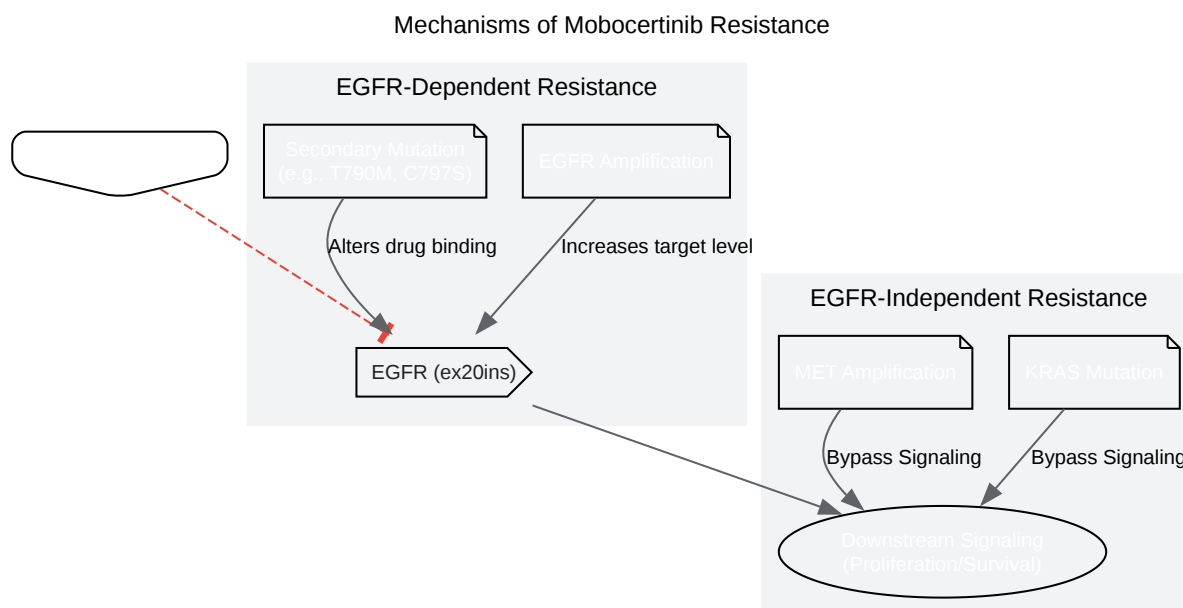 Mechanisms of Mobocertinib Resistance
EGFR-Dependent Resistance
Secondary Mutation
(e.g., T790M, C797S)
EGFR Amplification
Alters drug binding
Increases target level
EGFR (ex20ins)
EGFR-Independent Resistance
MET Amplification
KRAS Mutation
Bypass Signaling
Bypass Signaling
Downstream Signaling
(Proliferation/Survival)